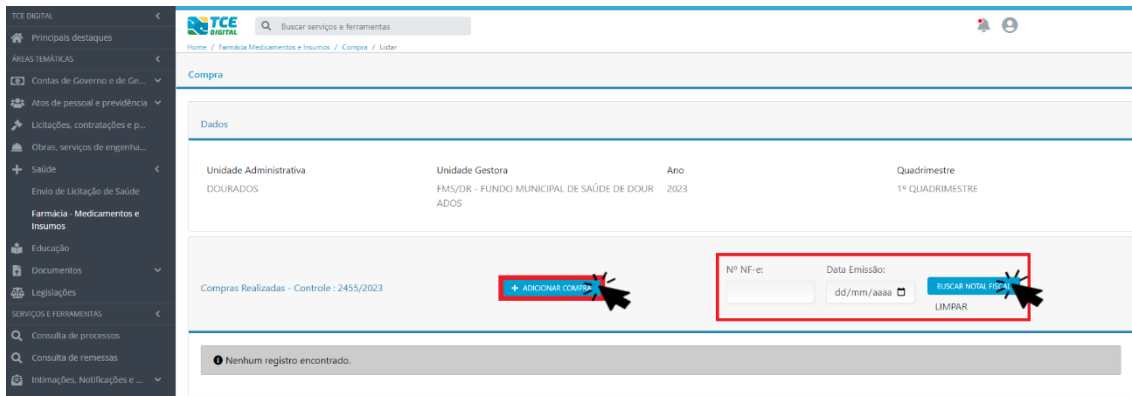 TCE DIGITAL
Principais destaques
ÁREAS TEMÁTICAS
Contas de Governo e de Ge...
Atos de pessoal e previdência
Licitações, contratações e p...
Obras, serviços de engenha...
Saúde
Envio de Licitação de Saúde
Farmácia - Medicamentos e
Insumos
Educação
Documentos
Legislações
SERVIÇOS E FERRAMENTAS
Consulta de processos
Consulta de remessas
Intimações, Notificações e ...
TCE
DIGITAL
Buscar serviços e ferramentas
Home / Farmácia Medicamentos e Insumos / Compra / Listar
Compra
Dados
Unidade Administrativa Unidade Gestora Ano Quadrimestre
DOURADOS FMS/DR - FUNDO MUNICIPAL DE SAÚDE DE DOUR 2023 1º QUADRIMESTRE
ADOS
Nº NF-e: Data Emissão:
Compras Realizadas - Controle : 2455/2023 + ADICIONAR COMPRA dd/mm/aaaa BUSCAR NOTAL FISCAL
LIMPAR
Nenhum registro encontrado.